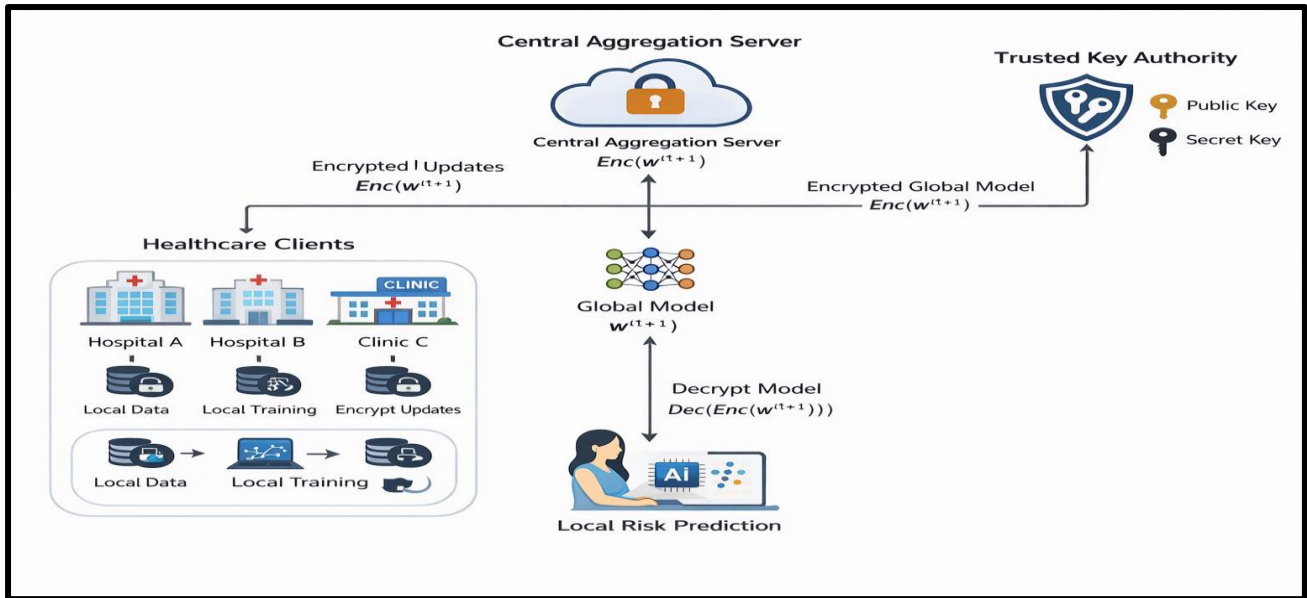 Central Aggregation Server
Trusted Key Authority
Public Key
Secret Key
Central Aggregation Server
Enc(w⁽ᵗ⁺¹⁾)
Encrypted | Updates
Enc(w⁽ᵗ⁺¹⁾)
Encrypted Global Model
Enc(w⁽ᵗ⁺¹⁾)
Healthcare Clients
CLINIC
Hospital A
Hospital B
Clinic C
Local Data
Local Training
Encrypt Updates
Local Data
Local Training
Global Model
w⁽ᵗ⁺¹⁾
Decrypt Model
Dec(Enc(w⁽ᵗ⁺¹⁾))
AI
Local Risk Prediction